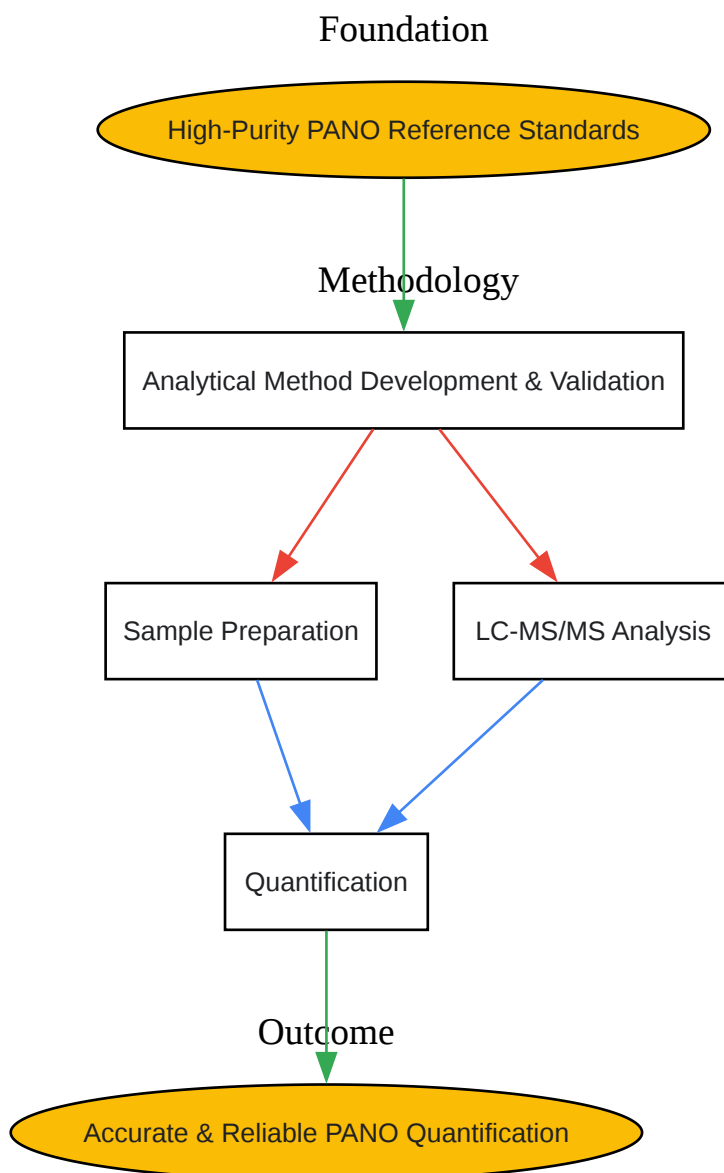 Foundation
High-Purity PANO Reference Standards
Methodology
Analytical Method Development & Validation
Sample Preparation
LC-MS/MS Analysis
Quantification
Outcome
Accurate & Reliable PANO Quantification